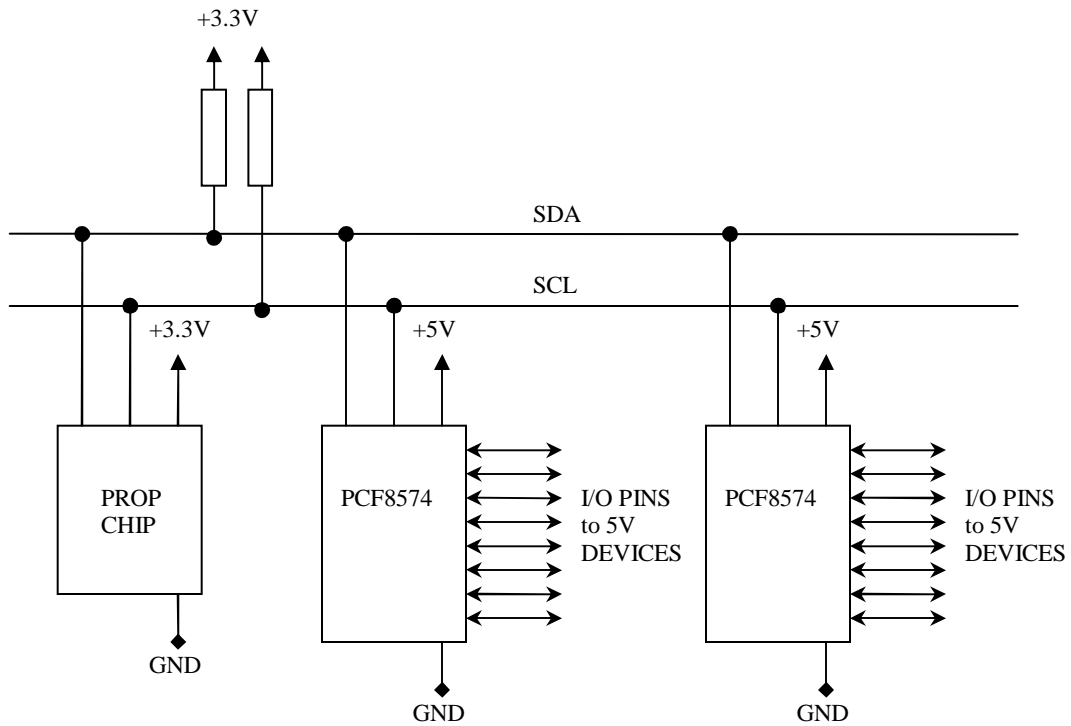 +3.3V
SDA
SCL
+3.3V
+5V
+5V
PROP
CHIP
PCF8574
I/O PINS
to 5V
DEVICES
PCF8574
I/O PINS
to 5V
DEVICES
GND
GND
GND